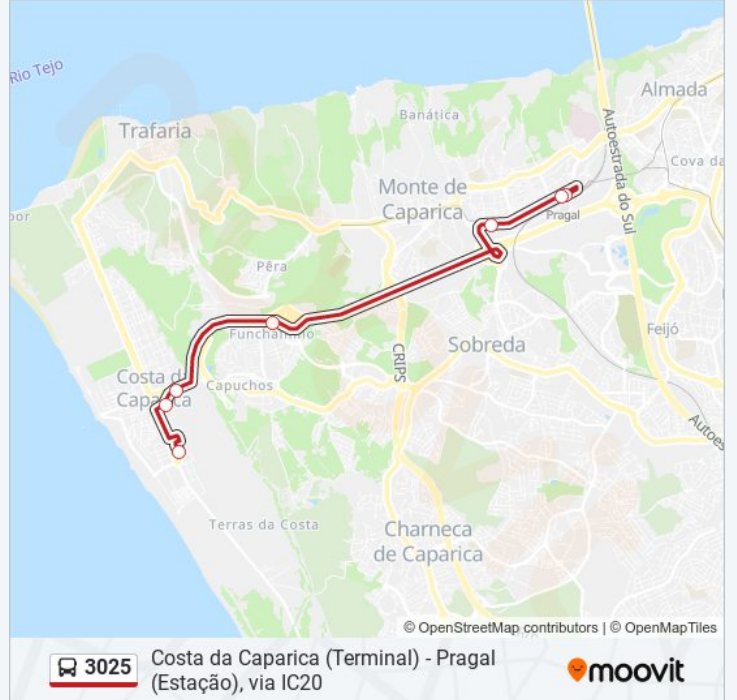 Rio Tejo
Almada
Banática
Trafaria
Autoestrada do Sul
Cova da
Monte de
Caparica
por
Pragal
Pêra
Funchalinho
Feijó
Sobreda
CRIPS
Costa da
Caparica
Capuchos
Autoes
Terras da Costa
Charneca
de Caparica
© OpenStreetMap contributors | © OpenMapTiles
3025
Costa da Caparica (Terminal) - Pragal
(Estação), via IC20
moovit